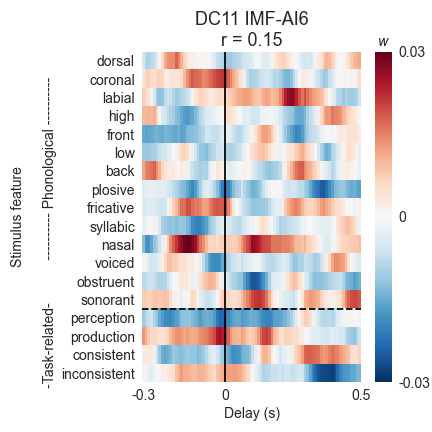 DC11 IMF-AI6
r = 0.15
w
dorsal
coronal
labial
high
front
low
back
plosive
fricative
syllabic
nasal
voiced
obstruent
sonorant
perception
production
consistent
inconsistent
Stimulus feature
-Task-related- ---------- Phonological ----------
0.03
0
-0.03
-0.3 0 0.5
Delay (s)